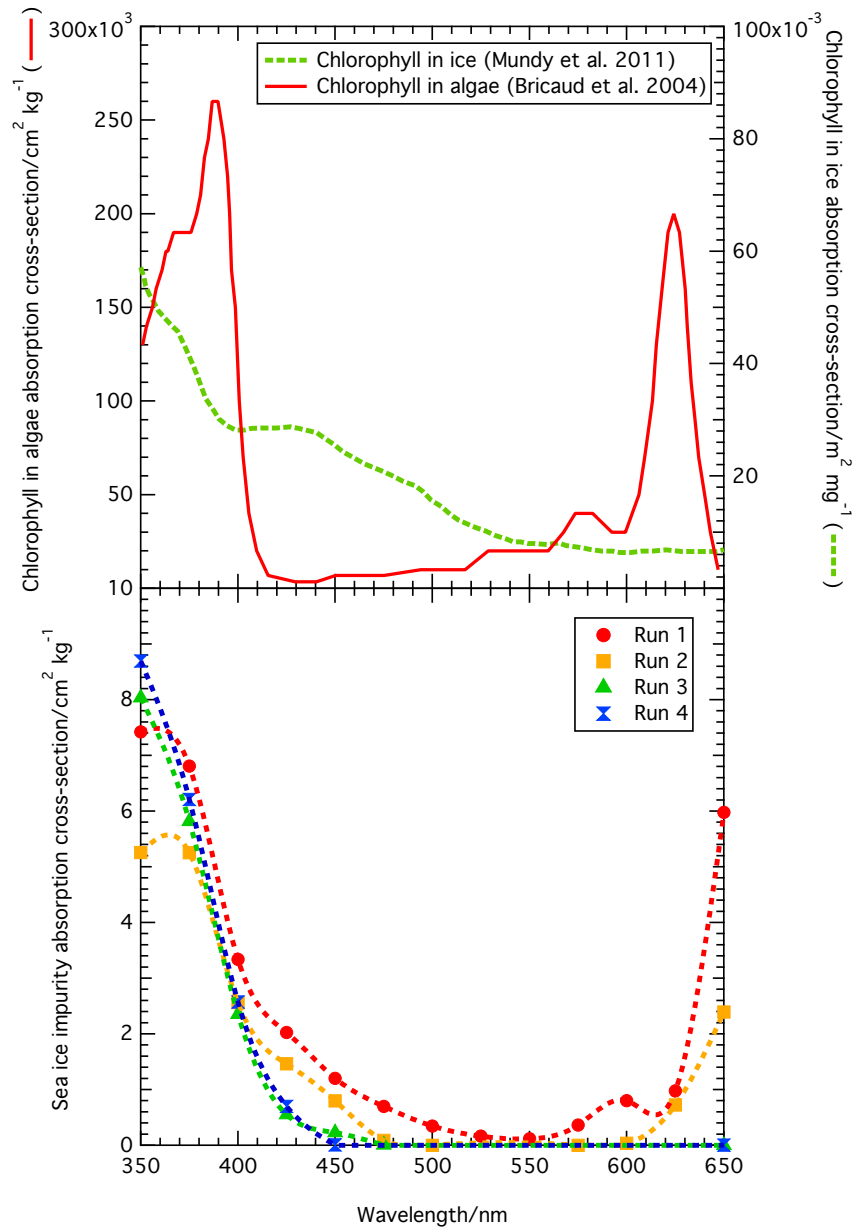 300x10³
250
200
150
100
50
10
Chlorophyll in algae absorption cross-section/cm² kg⁻¹ ( )
Chlorophyll in ice (Mundy et al. 2011)
Chlorophyll in algae (Bricaud et al. 2004)
100x10⁻³
80
60
40
20
Chlorophyll in ice absorption cross-section/m² mg⁻¹ ( )
Sea ice impurity absorption cross-section/cm² kg⁻¹
8
6
4
2
0
Run 1
Run 2
Run 3
Run 4
350
400
450
500
550
600
650
Wavelength/nm